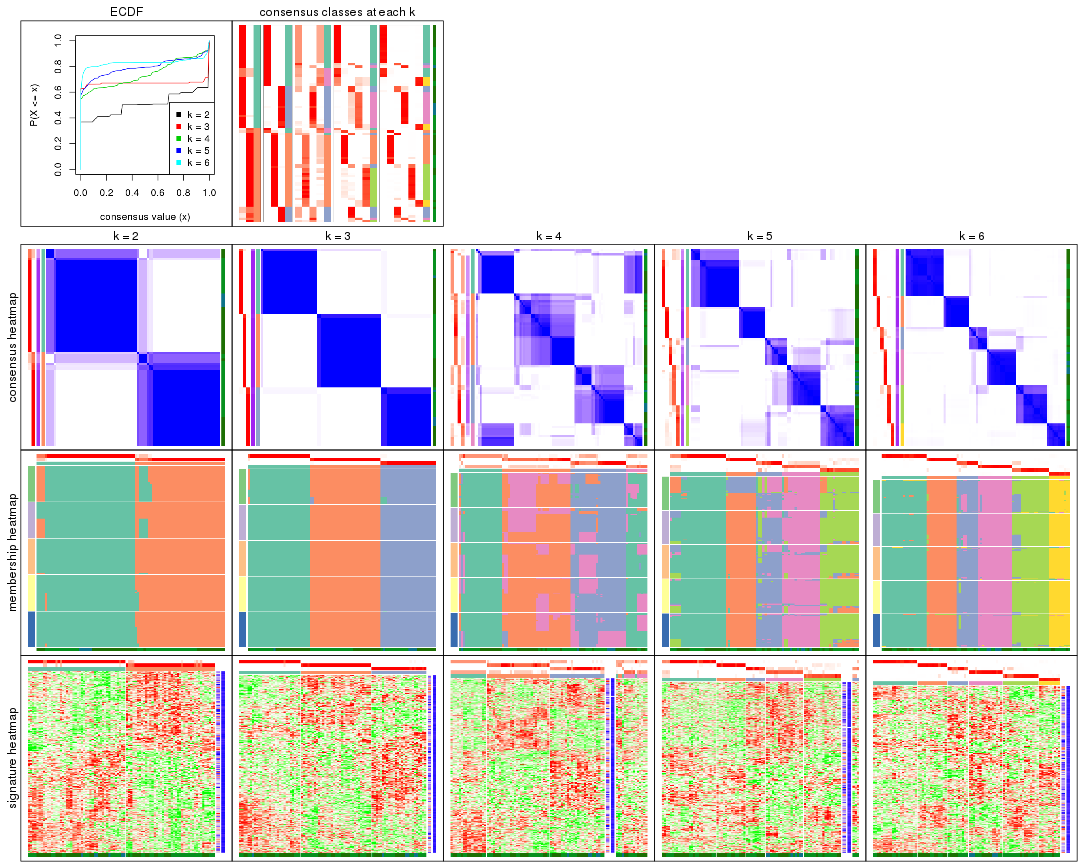 ECDF
consensus classes at each k
P(X <= x)
0.0 0.2 0.4 0.6 0.8 1.0
k = 2
k = 3
k = 4
k = 5
k = 6
0.0 0.2 0.4 0.6 0.8 1.0
consensus value (x)
k = 2 k = 3 k = 4 k = 5 k = 6
consensus heatmap
membership heatmap
signature heatmap